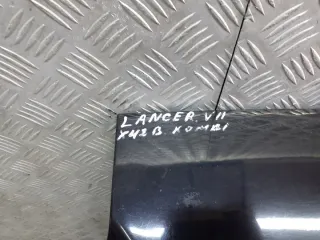 LANCER VII
X42B KOMBI